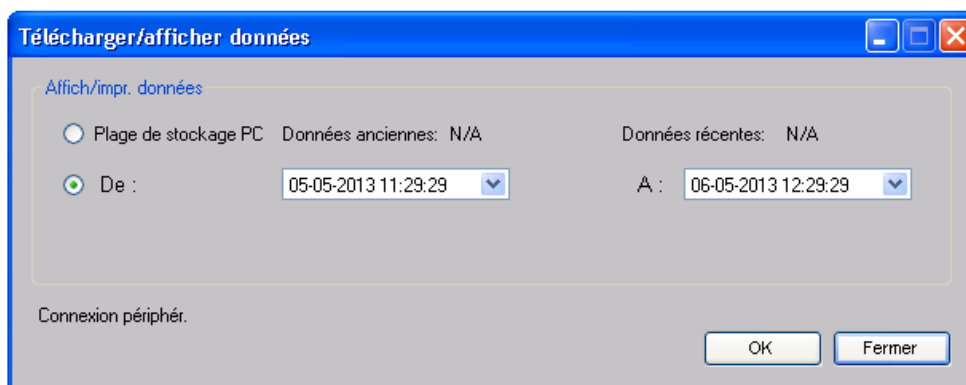 Télécharger/afficher données
Affich/impr. données
Plage de stockage PC Données anciennes: N/A Données récentes: N/A
De : 05-05-2013 11:29:29 A : 06-05-2013 12:29:29
Connexion périphér.
OK Fermer